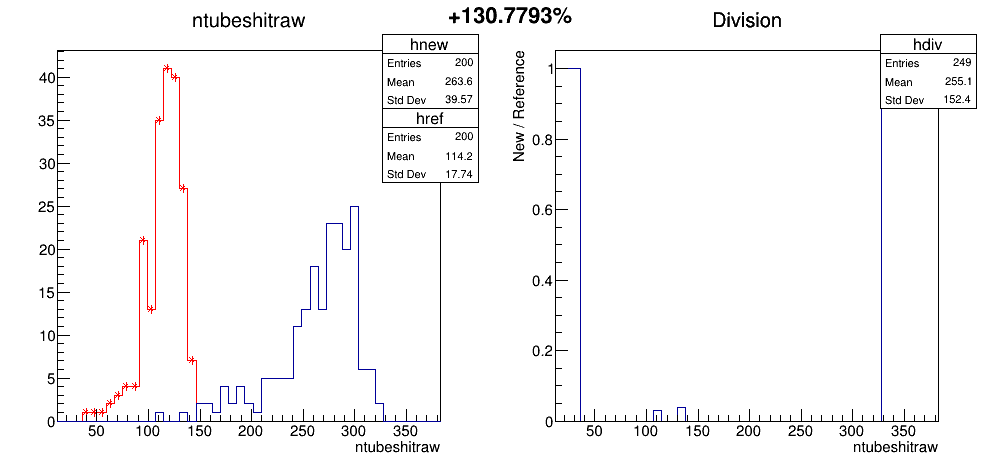 +130.7793%
ntubeshitraw
hnew
Entries 200
Mean 263.6
Std Dev 39.57
href
Entries 200
Mean 114.2
Std Dev 17.74
40
35
30
25
20
15
10
5
0
50 100 150 200 250 300 350
ntubeshitraw
Division
hdiv
Entries 249
Mean 255.1
Std Dev 152.4
New / Reference
1
0.8
0.6
0.4
0.2
0
50 100 150 200 250 300 350
ntubeshitraw